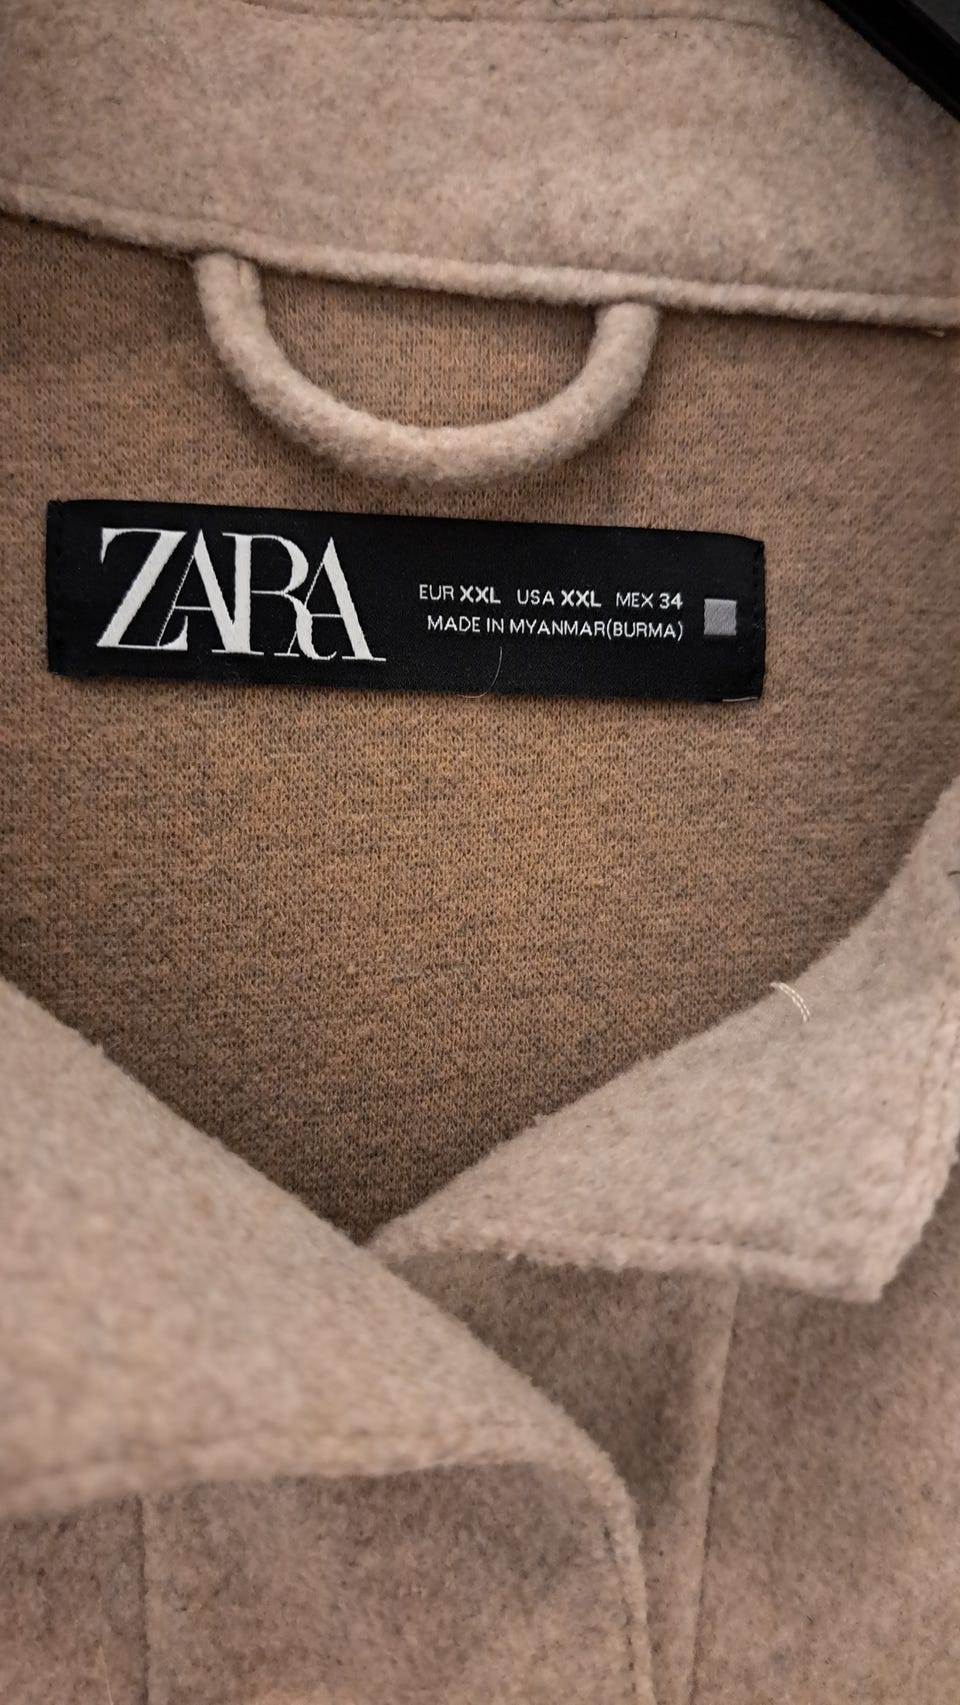 ZARA
EUR XXL USA XXL MEX 34
MADE IN MYANMAR(BURMA)